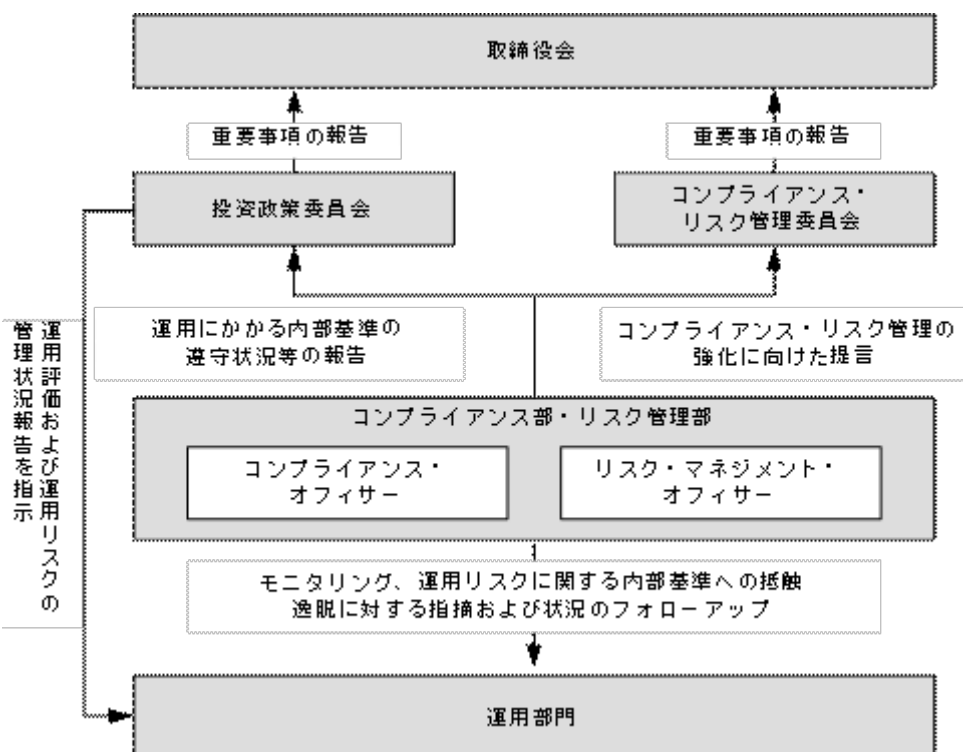 取締役会
重要事項の報告
重要事項の報告
投資政策委員会
コンプライアンス・
リスク管理委員会
運用にかかる内部基準の
遵守状況等の報告
コンプライアンス・リスク管理の
強化に向けた提言
運用評価および運用リスクの
管理状況報告を指示
コンプライアンス部・リスク管理部
コンプライアンス・
オフィサー
リスク・マネジメント・
オフィサー
モニタリング、運用リスクに関する内部基準への抵触
逸脱に対する指摘および状況のフォローアップ
運用部門